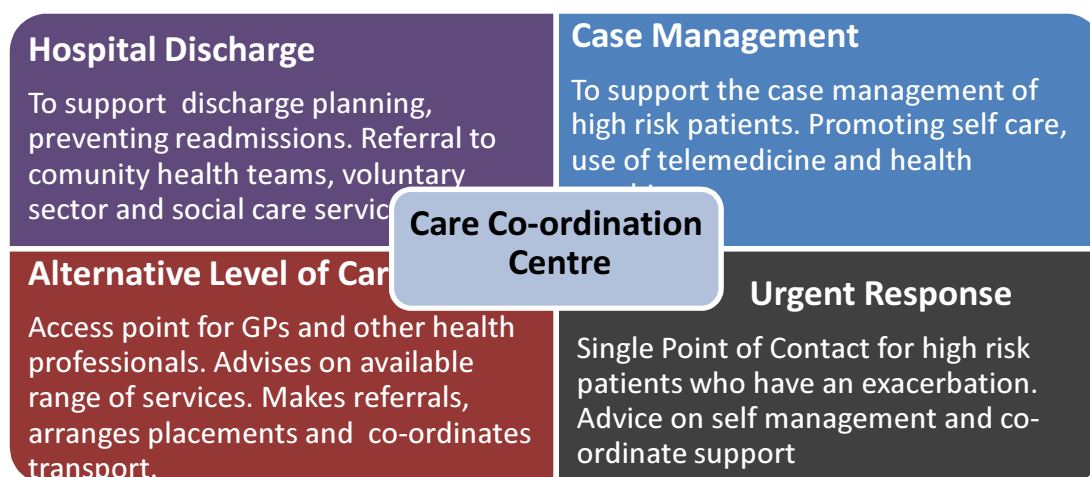 Hospital Discharge
To support  discharge planning,
preventing readmissions. Referral to
comunity health teams, voluntary
sector and social care servic
Case Management
To support the case management of
high risk patients. Promoting self care,
use of telemedicine and health
Care Co-ordination
Centre
Alternative Level of Car
Access point for GPs and other health
professionals. Advises on available
range of services. Makes referrals,
arranges placements and  co-ordinates
transport.
Urgent Response
Single Point of Contact for high risk
patients who have an exacerbation.
Advice on self management and co-
ordinate support